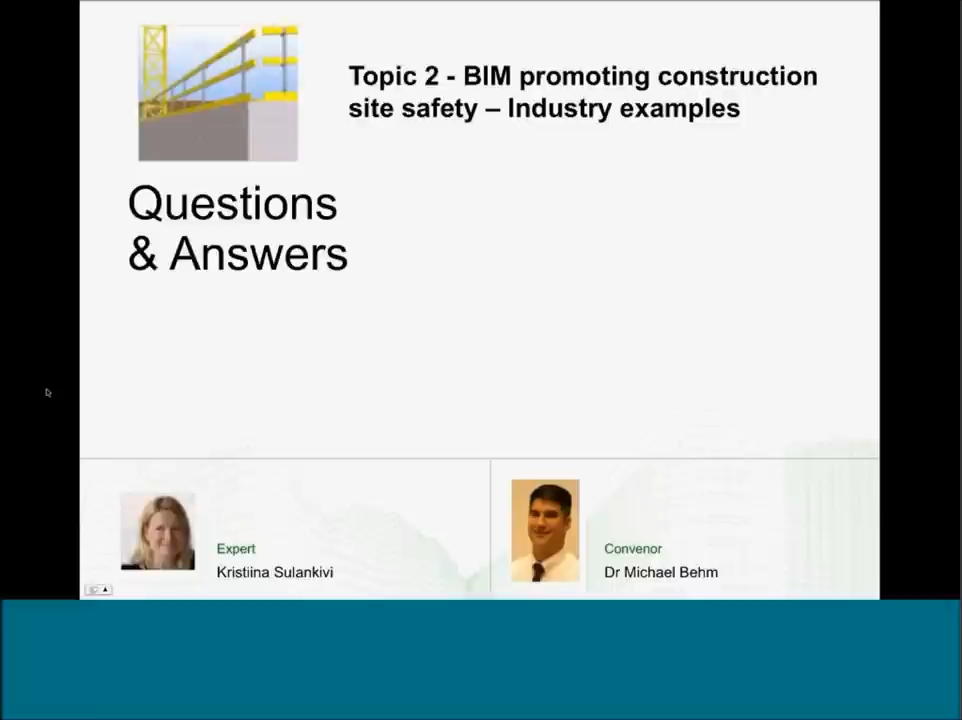 Topic 2 - BIM promoting construction
site safety – Industry examples
Questions
& Answers
Expert
Kristiina Sulankivi
Convenor
Dr Michael Behm